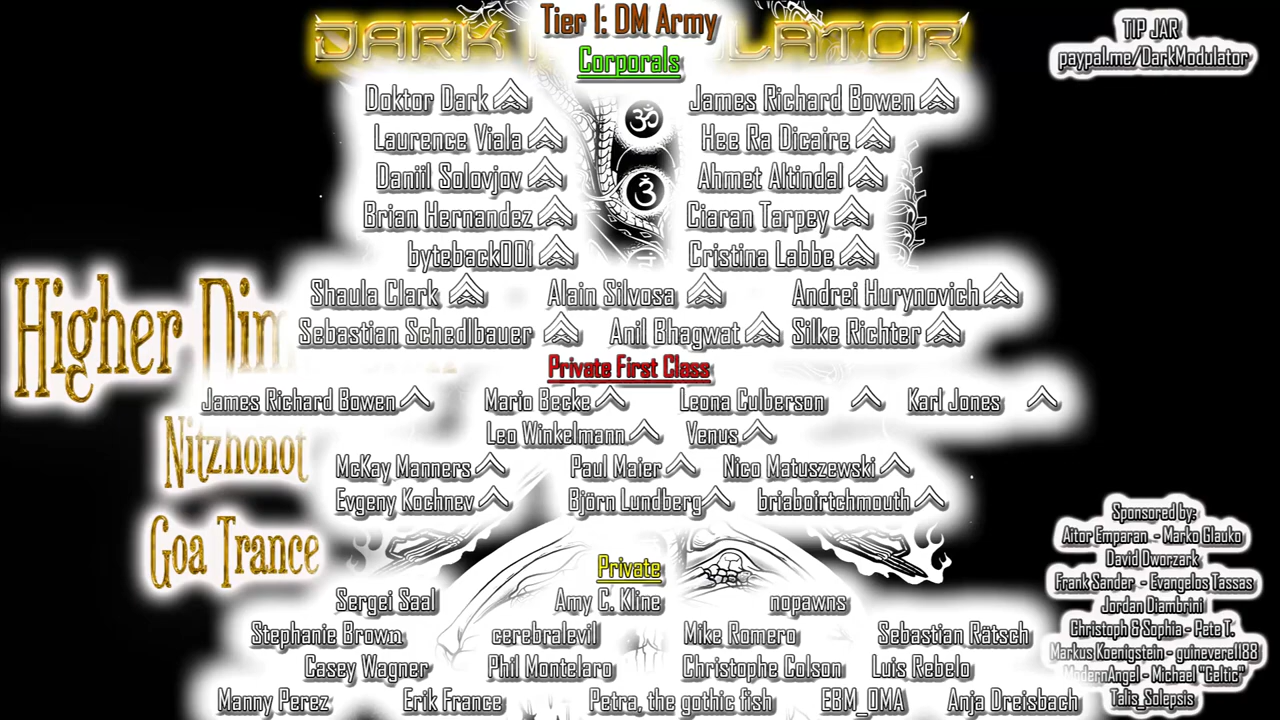 Tier I: DM Army
DARK LATOR
Corporals
TIP JAR
paypal.me/DarkModulator
Doktor Dark James Richard Bowen
Laurence Viala Hee Ra Dicaire
Daniil Solovjov Ahmet Altindal
Brian Hernandez Ciaran Tarpey
byteback001 Cristina Labbe
Shaula Clark Alain Silvosa Andrei Hurynovich
Sebastian Schedlbauer Anil Bhagwat Silke Richter
Higher Dim
Nitzhonot
Goa Trance
Private First Class
James Richard Bowen Mario Becke Leona Culberson Karl Jones
Leo Winkelmann Venus
McKay Manners Paul Maier Nico Matuszewski
Evgeny Kochnev Björn Lundberg briaboirtchmouth
Private
Sergei Saal Amy C. Kline nopawns
Stephanie Brown cerebralevil Mike Romero Sebastian Rätsch
Casey Wagner Phil Montelaro Christophe Colson Luis Rebelo
Manny Perez Erik France Petra, the gothic fish EBM_OMA Anja Dreisbach
Sponsored by:
Aitor Emparan - Marko Glauko
David Dworzark
Frank Sander - Evangelos Tassas
Jordan Djambrini
Christoph & Sophia - Pete T.
Markus Koenigstein - guinevere1188
ModernAngel - Michael "Celtic"
Talis_Solepsis